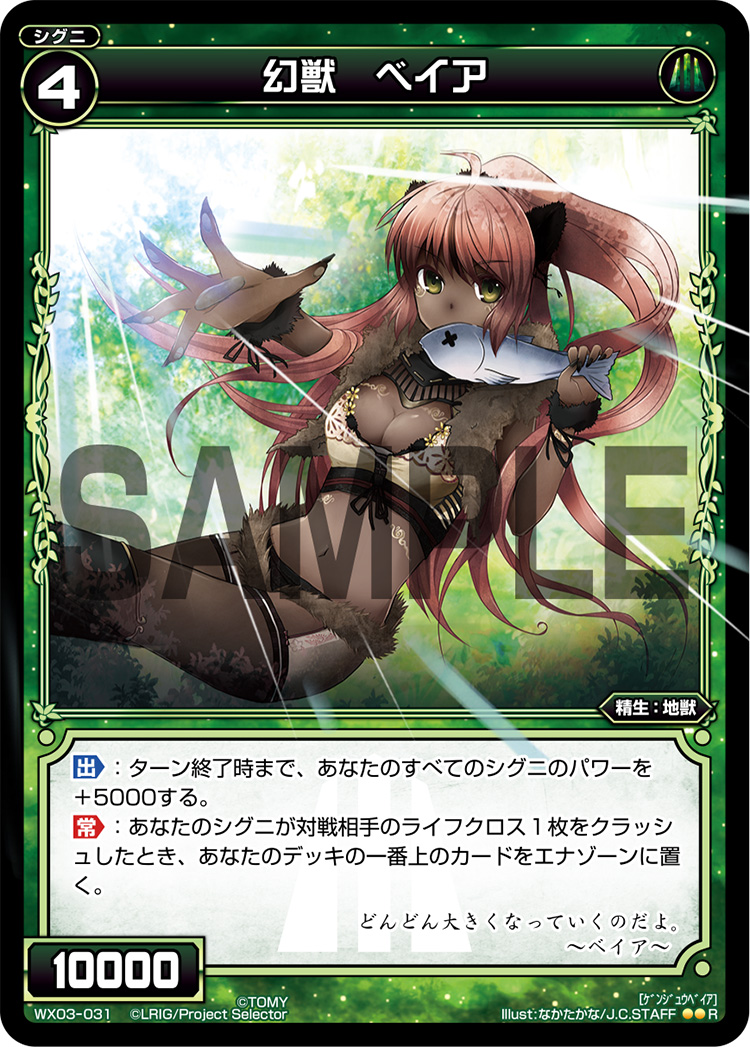 シグニ
4
幻獣 ベイア
SAMPLE
精生：地獣
出：ターン終了時まで、あなたのすべてのシグニのパワーを
+5000する。
常：あなたのシグニが対戦相手のライフクロス１枚をクラッシ
ュしたとき、あなたのデッキの一番上のカードをエナゾーンに置
く。
どんどん大きくなっていくのだよ。
～ベイア～
10000
©TOMY
[ｹﾞﾝｼﾞｭｳﾍﾞｲｱ]
WX03-031 ©LRIG/Project Selector
Illust:なかたかな/J.C.STAFF R